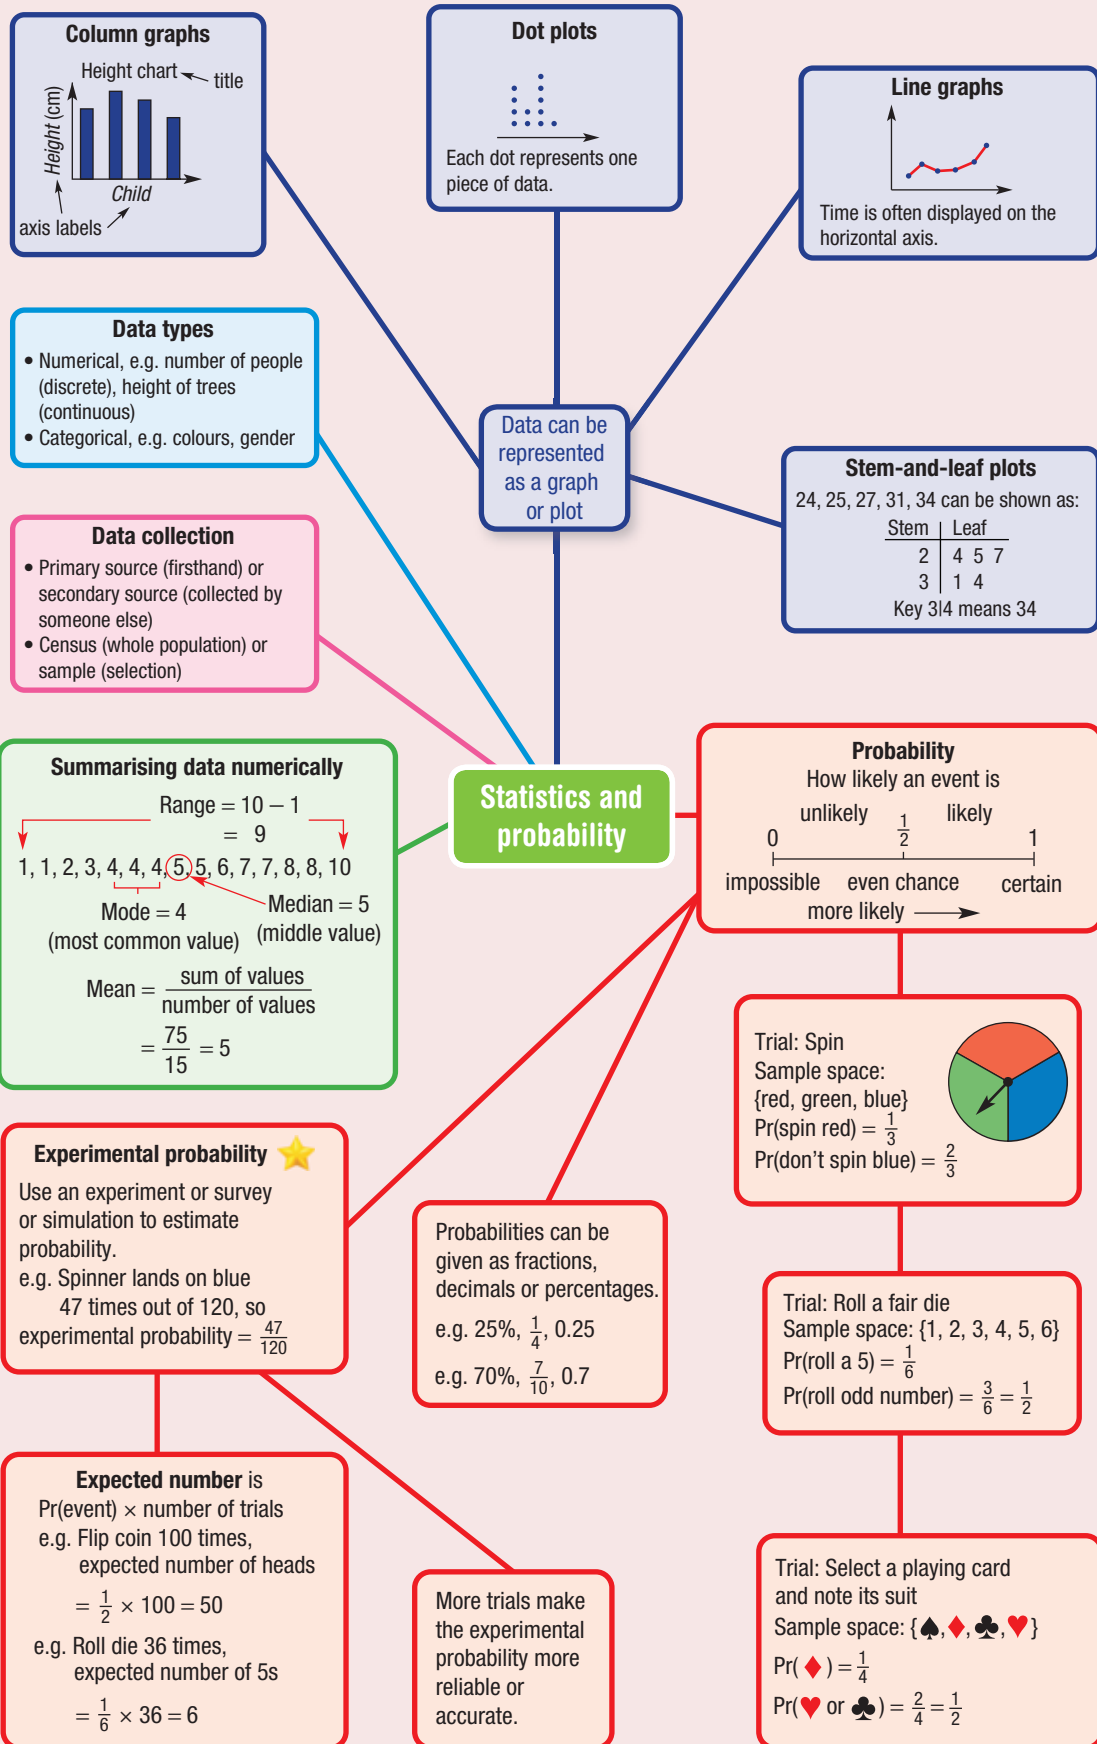 Column graphs
Height chart
title
Height (cm)
Child
axis labels
Dot plots
Each dot represents one
piece of data.
Line graphs
Time is often displayed on the
horizontal axis.
Data types
• Numerical, e.g. number of people
(discrete), height of trees
(continuous)
• Categorical, e.g. colours, gender
Data can be
represented
as a graph
or plot
Stem-and-leaf plots
24, 25, 27, 31, 34 can be shown as:
Stem | Leaf
2 | 4 5 7
3 | 1 4
Key 3|4 means 34
Data collection
• Primary source (firsthand) or
secondary source (collected by
someone else)
• Census (whole population) or
sample (selection)
Statistics and
probability
Summarising data numerically
Range = 10 − 1
= 9
1, 1, 2, 3, 4, 4, 4, 5, 5, 6, 7, 7, 8, 8, 10
Mode = 4
(most common value)
Median = 5
(middle value)
Mean = sum of values / number of values
= 75/15 = 5
Probability
How likely an event is
unlikely 1/2 likely
0 1
impossible even chance certain
more likely
Trial: Spin
Sample space:
{red, green, blue}
Pr(spin red) = 1/3
Pr(don't spin blue) = 2/3
Experimental probability
Use an experiment or survey
or simulation to estimate
probability.
e.g. Spinner lands on blue
47 times out of 120, so
experimental probability = 47/120
Probabilities can be
given as fractions,
decimals or percentages.
e.g. 25%, 1/4, 0.25
e.g. 70%, 7/10, 0.7
Trial: Roll a fair die
Sample space: {1, 2, 3, 4, 5, 6}
Pr(roll a 5) = 1/6
Pr(roll odd number) = 3/6 = 1/2
Expected number is
Pr(event) × number of trials
e.g. Flip coin 100 times,
expected number of heads
= 1/2 × 100 = 50
e.g. Roll die 36 times,
expected number of 5s
= 1/6 × 36 = 6
More trials make
the experimental
probability more
reliable or
accurate.
Trial: Select a playing card
and note its suit
Sample space: {♠, ♦, ♣, ♥}
Pr(♦) = 1/4
Pr(♥ or ♣) = 2/4 = 1/2